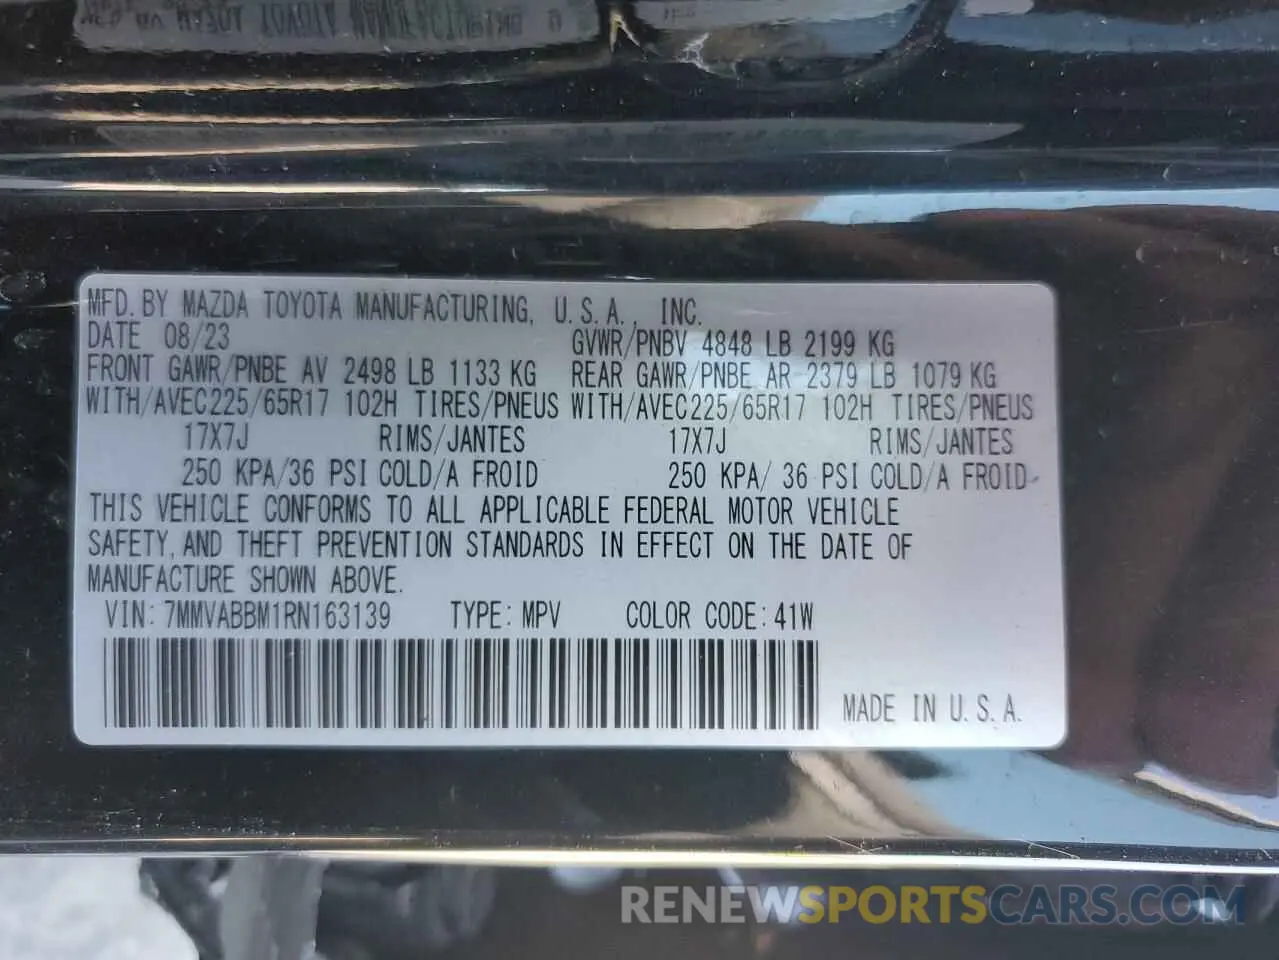 MFD. BY MAZDA TOYOTA MANUFACTURING, U.S.A., INC.
DATE 08/23 GVWR/PNBV 4848 LB 2199 KG
FRONT GAWR/PNBE AV 2498 LB 1133 KG REAR GAWR/PNBE AR 2379 LB 1079 KG
WITH/AVEC225/65R17 102H TIRES/PNEUS WITH/AVEC225/65R17 102H TIRES/PNEUS
17X7J RIMS/JANTES 17X7J RIMS/JANTES
250 KPA/36 PSI COLD/A FROID 250 KPA/ 36 PSI COLD/A FROID
THIS VEHICLE CONFORMS TO ALL APPLICABLE FEDERAL MOTOR VEHICLE
SAFETY, AND THEFT PREVENTION STANDARDS IN EFFECT ON THE DATE OF
MANUFACTURE SHOWN ABOVE.
VIN: 7MMVABBM1RN163139 TYPE: MPV COLOR CODE: 41W
MADE IN U.S.A.
RENEWSPORTSCARS.COM